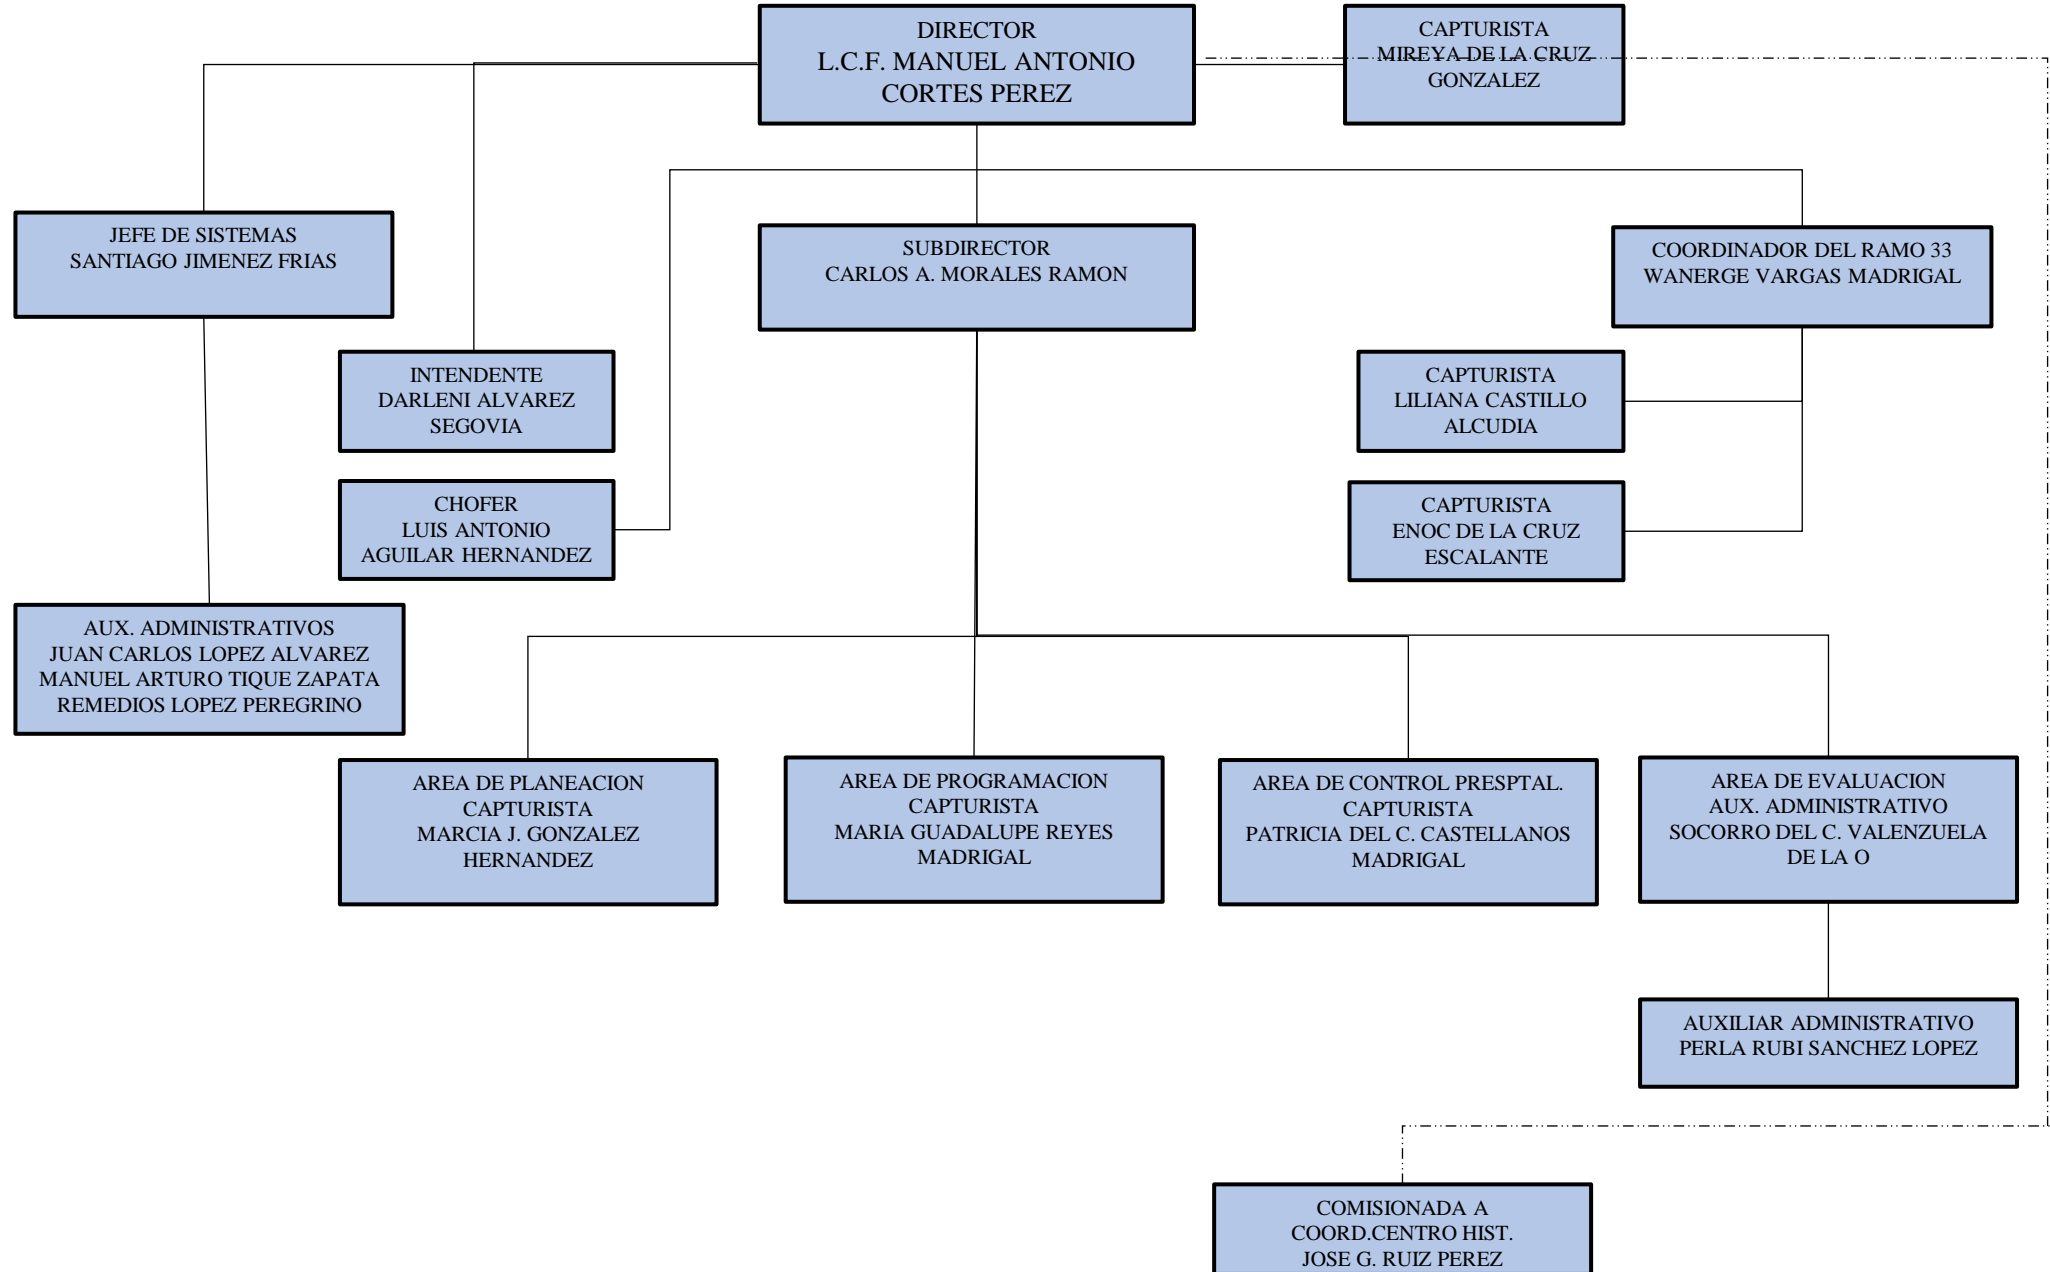 DIRECTOR
L.C.F. MANUEL ANTONIO
CORTES PEREZ
CAPTURISTA
MIREYA DE LA CRUZ
GONZALEZ
JEFE DE SISTEMAS
SANTIAGO JIMENEZ FRIAS
SUBDIRECTOR
CARLOS A. MORALES RAMON
COORDINADOR DEL RAMO 33
WANERGE VARGAS MADRIGAL
INTENDENTE
DARLENI ALVAREZ
SEGOVIA
CAPTURISTA
LILIANA CASTILLO
ALCUDIA
CHOFER
LUIS ANTONIO
AGUILAR HERNANDEZ
CAPTURISTA
ENOC DE LA CRUZ
ESCALANTE
AUX. ADMINISTRATIVOS
JUAN CARLOS LOPEZ ALVAREZ
MANUEL ARTURO TIQUE ZAPATA
REMEDIOS LOPEZ PEREGRINO
AREA DE PLANEACION
CAPTURISTA
MARCIA J. GONZALEZ
HERNANDEZ
AREA DE PROGRAMACION
CAPTURISTA
MARIA GUADALUPE REYES
MADRIGAL
AREA DE CONTROL PRESPTAL.
CAPTURISTA
PATRICIA DEL C. CASTELLANOS
MADRIGAL
AREA DE EVALUACION
AUX. ADMINISTRATIVO
SOCORRO DEL C. VALENZUELA
DE LA O
AUXILIAR ADMINISTRATIVO
PERLA RUBI SANCHEZ LOPEZ
COMISIONADA A
COORD.CENTRO HIST.
JOSE G. RUIZ PEREZ